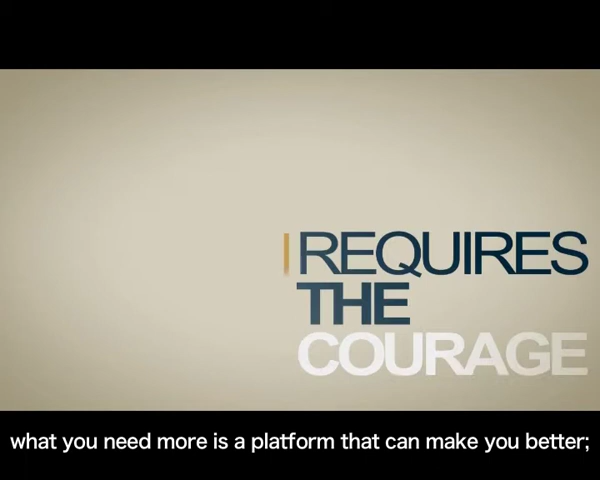 REQUIRES
THE
COURAGE
what you need more is a platform that can make you better;